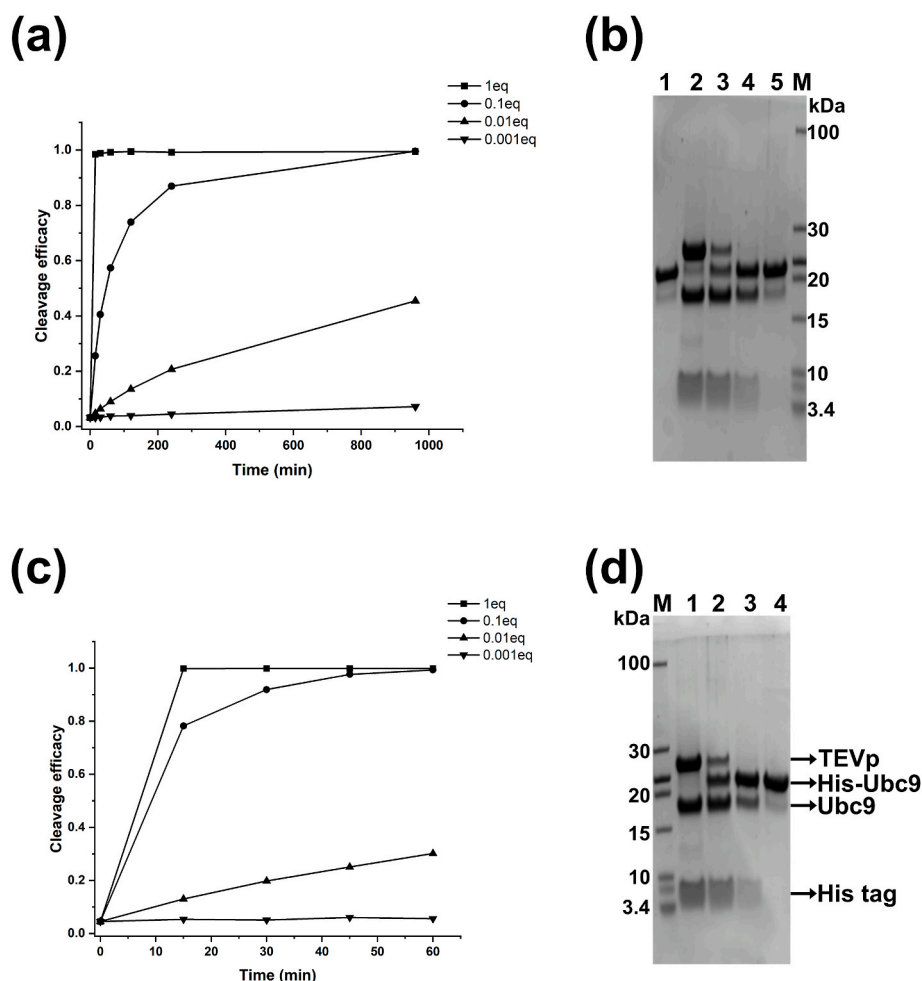 (a)
1eq
0.1eq
0.01eq
0.001eq
Cleavage efficacy
1.0
0.8
0.6
0.4
0.2
0.0
0 200 400 600 800 1000
Time (min)
(b)
1 2 3 4 5 M
kDa
100
30
20
15
10
3.4
(c)
1eq
0.1eq
0.01eq
0.001eq
Cleavage efficacy
1.0
0.8
0.6
0.4
0.2
0.0
0 10 20 30 40 50 60
Time (min)
(d)
M 1 2 3 4
kDa
100
30
20
15
10
3.4
TEVp
His-Ubc9
Ubc9
His tag